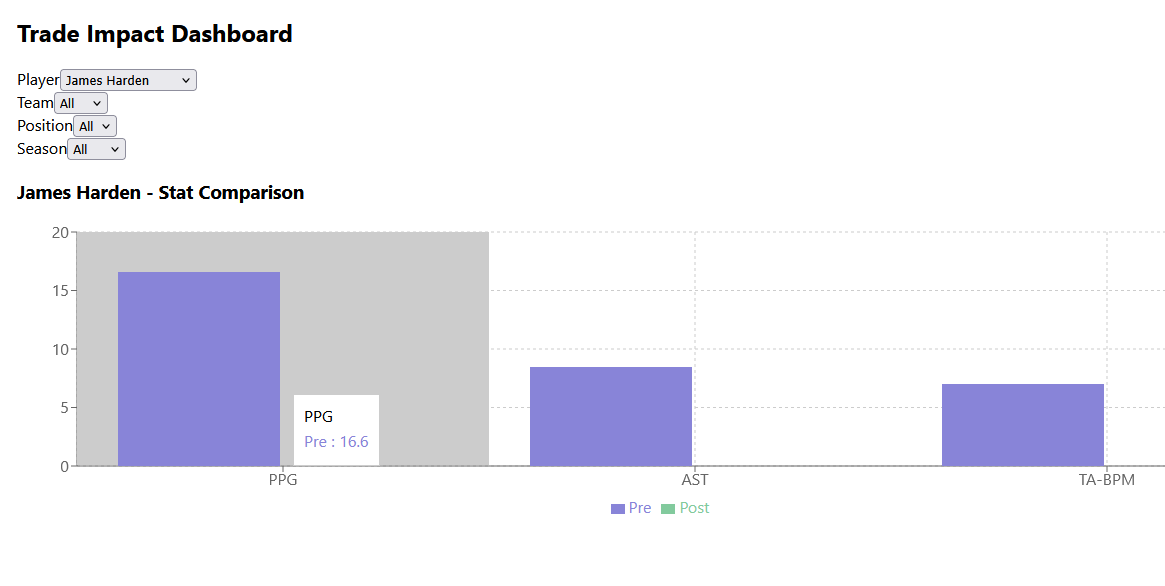 Trade Impact Dashboard
Player James Harden
Team All
Position All
Season All
James Harden - Stat Comparison
20
15
10
5
0
PPG
Pre : 16.6
PPG AST TA-BPM
Pre Post